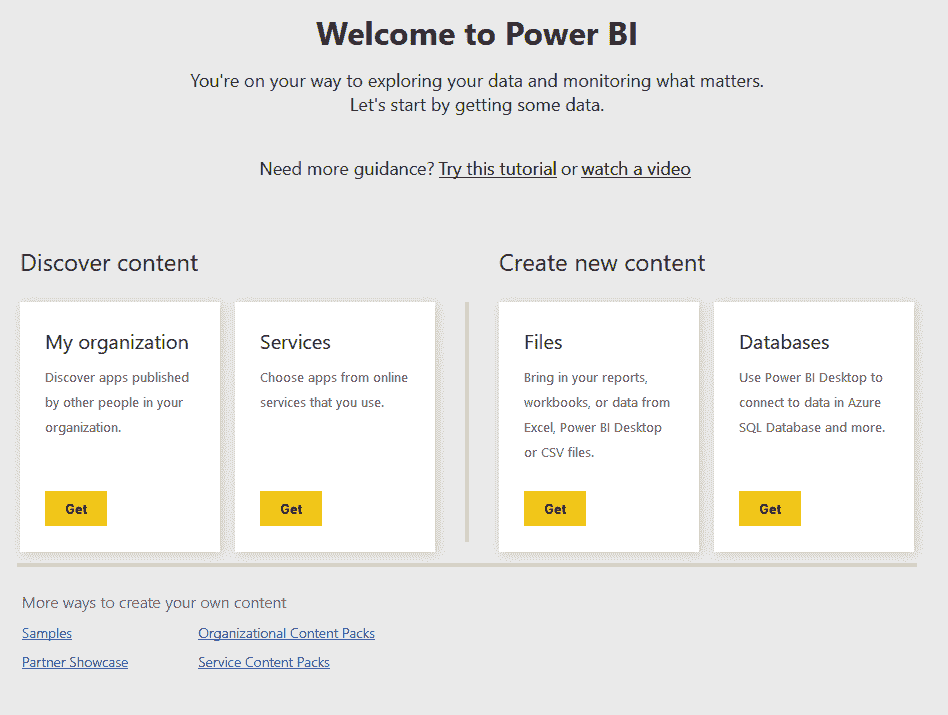 Welcome to Power BI
You're on your way to exploring your data and monitoring what matters.
Let's start by getting some data.
Need more guidance? Try this tutorial or watch a video
Discover content
My organization
Discover apps published
by other people in your
organization.
Get
Services
Choose apps from online
services that you use.
Get
Create new content
Files
Bring in your reports,
workbooks, or data from
Excel, Power BI Desktop
or CSV files.
Get
Databases
Use Power BI Desktop to
connect to data in Azure
SQL Database and more.
Get
More ways to create your own content
Samples
Organizational Content Packs
Partner Showcase
Service Content Packs